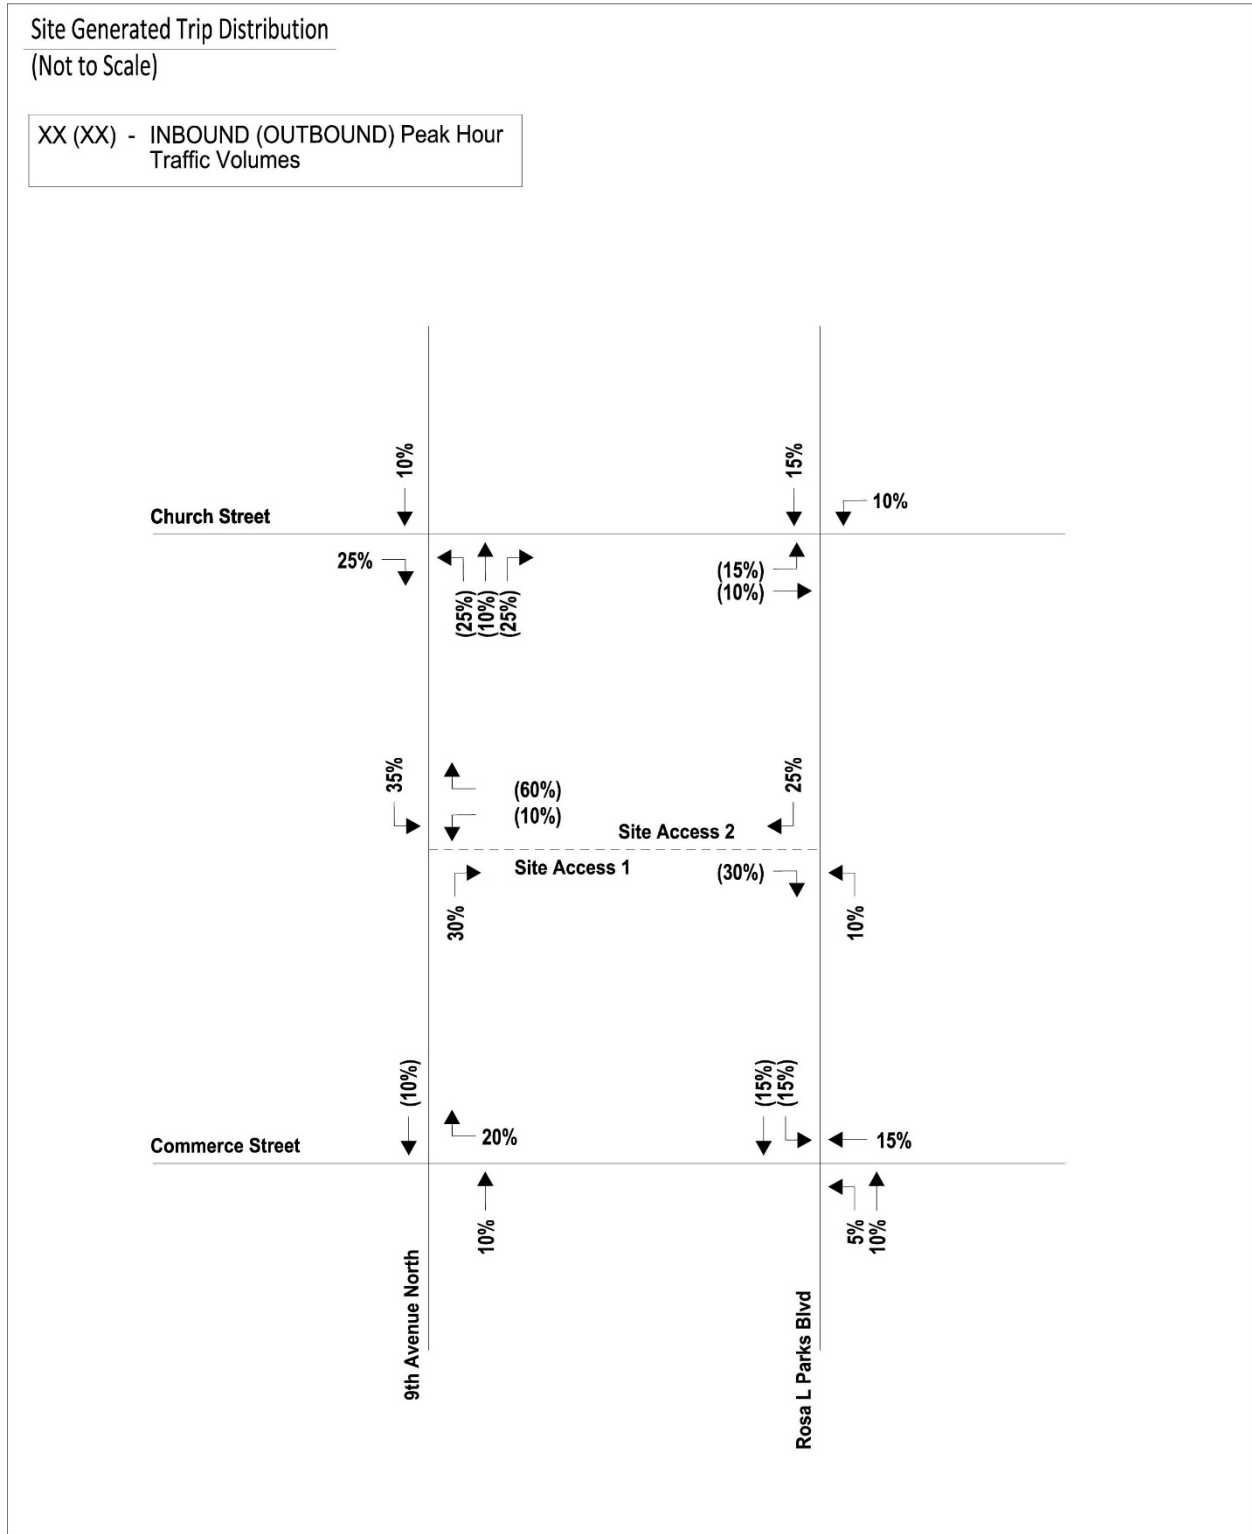 Site Generated Trip Distribution
(Not to Scale)
XX (XX) - INBOUND (OUTBOUND) Peak Hour
Traffic Volumes
10%
15%
10%
Church Street
25%
(25%)
(10%)
(25%)
(15%)
(10%)
35%
(60%)
(10%)
25%
Site Access 2
Site Access 1
(30%)
30%
10%
(10%)
20%
(15%)
(15%)
15%
Commerce Street
10%
5%
10%
9th Avenue North
Rosa L Parks Blvd